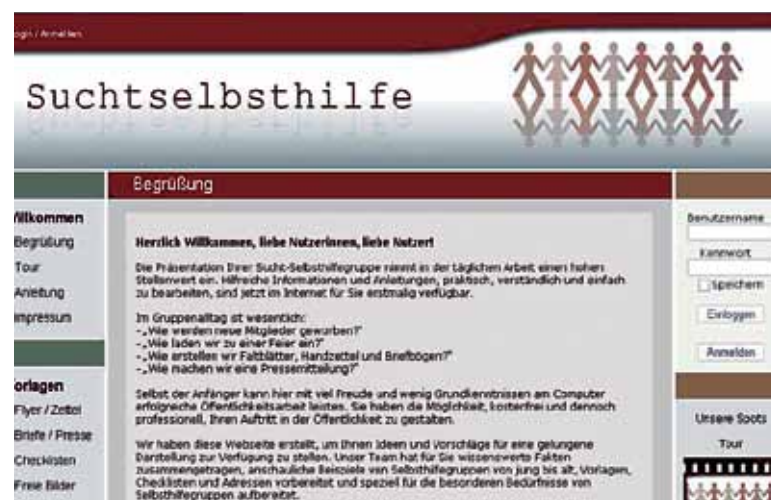 ogin / Anmelden
Suchtselbsthilfe
Begrüßung
Willkommen
Begrüßung
Tour
Anleitung
Impressum
orlagen
Flyer / Zettel
Briefe / Presse
Checklisten
Freie Bilder
Herzlich Willkommen, liebe Nutzerinnen, liebe Nutzer!
Die Präsentation Ihrer Sucht-Selbsthilfegruppe nimmt in der täglichen Arbeit einen hohen
Stellenwert ein. Hilfreiche Informationen und Anleitungen, praktisch, verständlich und einfach
zu bearbeiten, sind jetzt im Internet für Sie erstmalig verfügbar.
Im Gruppenalltag ist wesentlich:
-„Wie werden neue Mitglieder geworben?"
-„Wie laden wir zu einer Feier ein?"
-„Wie erstellen wir Faltblätter, Handzettel und Briefbögen?"
-„Wie machen wir eine Pressemitteilung?"
Selbst der Anfänger kann hier mit viel Freude und wenig Grundkenntnissen am Computer
erfolgreiche Öffentlichkeitsarbeit leisten. Sie haben die Möglichkeit, kostenfrei und dennoch
professionell, Ihren Auftritt in der Öffentlichkeit zu gestalten.
Wir haben diese Webseite erstellt, um Ihnen Ideen und Vorschläge für eine gelungene
Darstellung zur Verfügung zu stellen. Unser Team hat für Sie wissenswerte Fakten
zusammengetragen, anschauliche Beispiele von Selbsthilfegruppen von jung bis alt, Vorlagen,
Checklisten und Adressen vorbereitet und speziell für die besonderen Bedürfnisse von
Selbsthilfegruppen aufbereitet.
Benutzername
Kennwort
Speichern
Einloggen
Anmelden
Unsere Spots
Tour